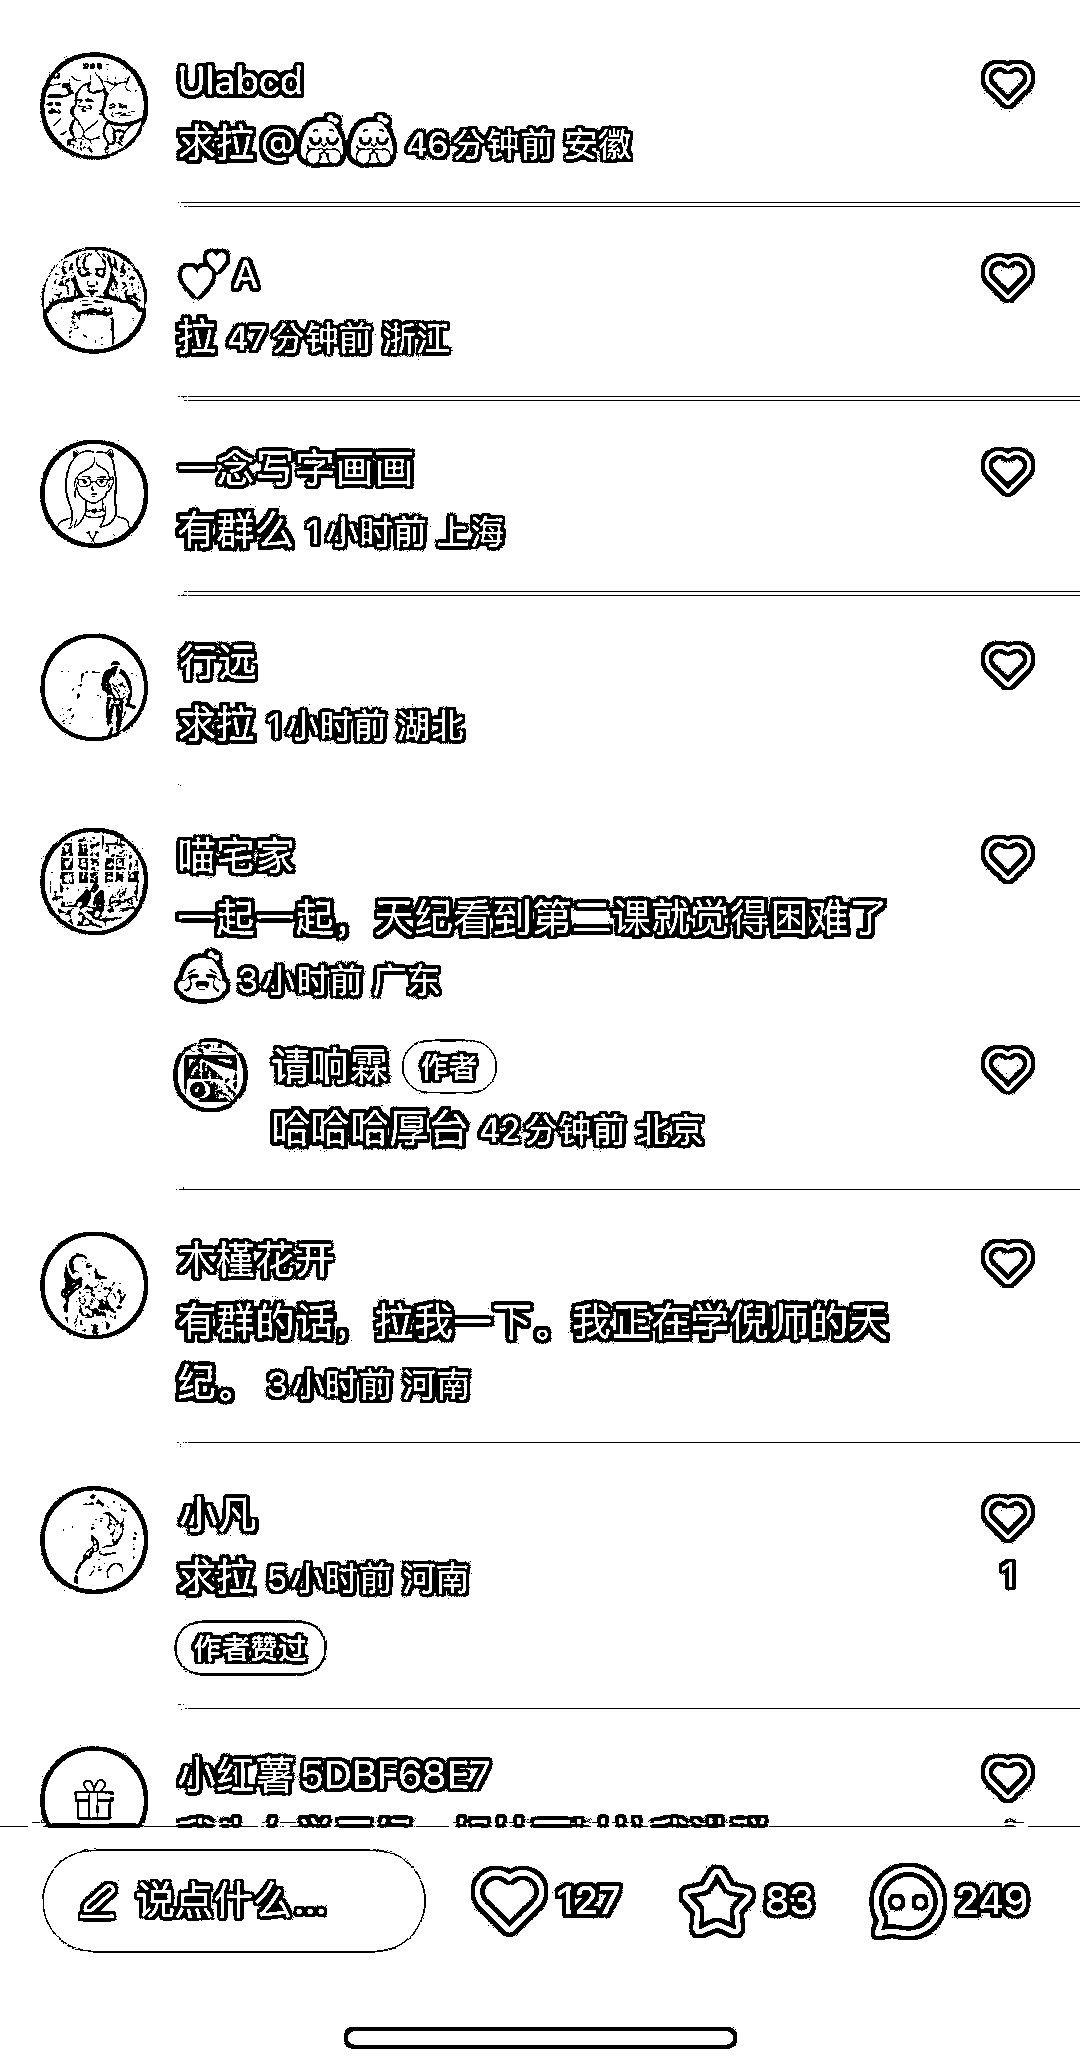 Ulabcd
求拉@ 46分钟前 安徽
💕A
拉 47分钟前 浙江
一念写字画画
有群么 1小时前 上海
行远
求拉 1小时前 湖北
喵宅家
一起一起，天纪看到第二课就觉得困难了
3小时前 广东
请响霖 作者
哈哈哈厚台 42分钟前 北京
木槿花开
有群的话，拉我一下。我正在学倪师的天
纪。 3小时前 河南
小凡
求拉 5小时前 河南
1
作者赞过
小红薯5DBF68E7
说点什么... 127 83 249